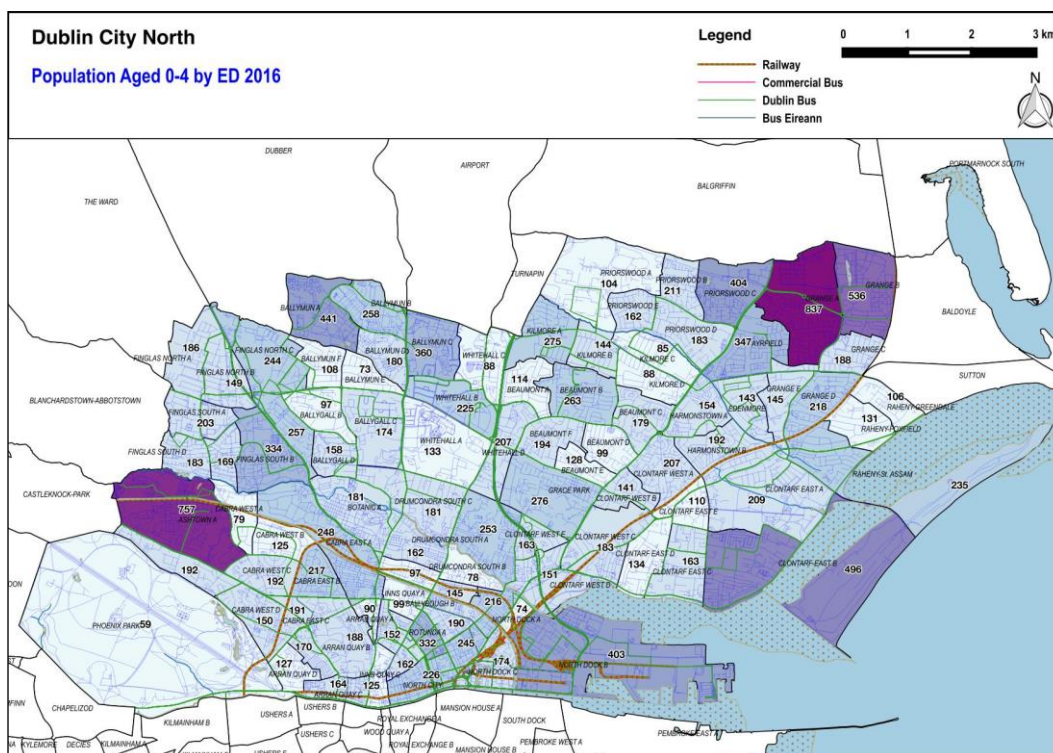 Dublin City North
Population Aged 0-4 by ED 2016
Legend
Railway
Commercial Bus
Dublin Bus
Bus Eireann
0 1 2 3 km
N
DUBBER
AIRPORT
PORTMARNOCK SOUTH
BALGRIFFIN
THE WARD
TURNAPIN
PRIORSWOOD A
104
PRIORSWOOD B
211
404
PRIORSWOOD C
GRANGE A
837
GRANGE B
536
BALLYMUN A
441
BALLYMUN B
258
PRIORSWOOD E
162
BALDOYLE
KILMORE A
275
144
KILMORE B
PRIORSWOOD D
183
347
AYRFIELD
188
GRANGE C
186
FINGLAS NORTH A
FINGLAS NORTH C
244
BALLYMUN F
108
BALLYMUN D
180
BALLYMUN C
360
WHITEHALL C
88
85
KILMORE C
88
KILMORE D
SUTTON
FINGLAS NORTH B
149
73
BALLYMUN E
114
BEAUMONT A
BEAUMONT B
263
GRANGE E
145
143
EDENMORE
GRANGE D
218
106
RAHENY-GREENDALE
BLANCHARDSTOWN-ABBOTSTOWN
97
BALLYGALL B
WHITEHALL B
225
154
HARMONSTOWN A
131
RAHENY-FOXFIELD
FINGLAS SOUTH A
203
257
BALLYGALL C
174
BEAUMONT C
179
WHITEHALL A
133
207
WHITEHALL D
BEAUMONT F
194
BEAUMONT D
99
192
HARMONSTOWN B
FINGLAS SOUTH D
183
169
334
FINGLAS SOUTH B
158
BALLYGALL D
128
BEAUMONT E
207
CLONTARF WEST A
RAHENY-ST. ASSAM
235
CASTLEKNOCK-PARK
757
ASHTOWN A
CABRA WEST A
79
181
BOTANIC A
DRUMCONDRA SOUTH C
181
GRACE PARK
276
141
CLONTARF WEST B
110
CLONTARF EAST E
CLONTARF EAST A
209
CABRA WEST B
125
248
CABRA EAST A
DRUMCONDRA SOUTH A
162
253
CLONTARF WEST E
163
CLONTARF WEST C
183
CLONTARF EAST D
134
163
CLONTARF EAST C
CLONTARF EAST B
496
192
CABRA WEST C
192
217
CABRA EAST B
97
DRUMCONDRA SOUTH B
78
151
CLONTARF WEST D
PHOENIX PARK 59
CABRA WEST D
150
191
CABRA EAST C
90
ARRAN QUAY A
INNS QUAY A
99
BALLYBOUGH B
145
216
74
NORTH DOCK A
170
188
ARRAN QUAY B
152
ROTUNDA A
332
190
245
403
NORTH DOCK B
127
ARRAN QUAY D
164
ARRAN QUAY C
125
INNS QUAY C
162
226
NORTH CITY
174
NORTH DOCK C
CHAPELIZOD
KILMAINHAM B
USHERS A
USHERS B
USHERS C
WOOD QUAY A
ROYAL EXCHANGE A
ROYAL EXCHANGE B
MANSION HOUSE A
MANSION HOUSE B
SOUTH DOCK
PEMBROKE WEST A
PEMBROKE EAST A
KYLEMORE
DECIES
KILMAINHAM A